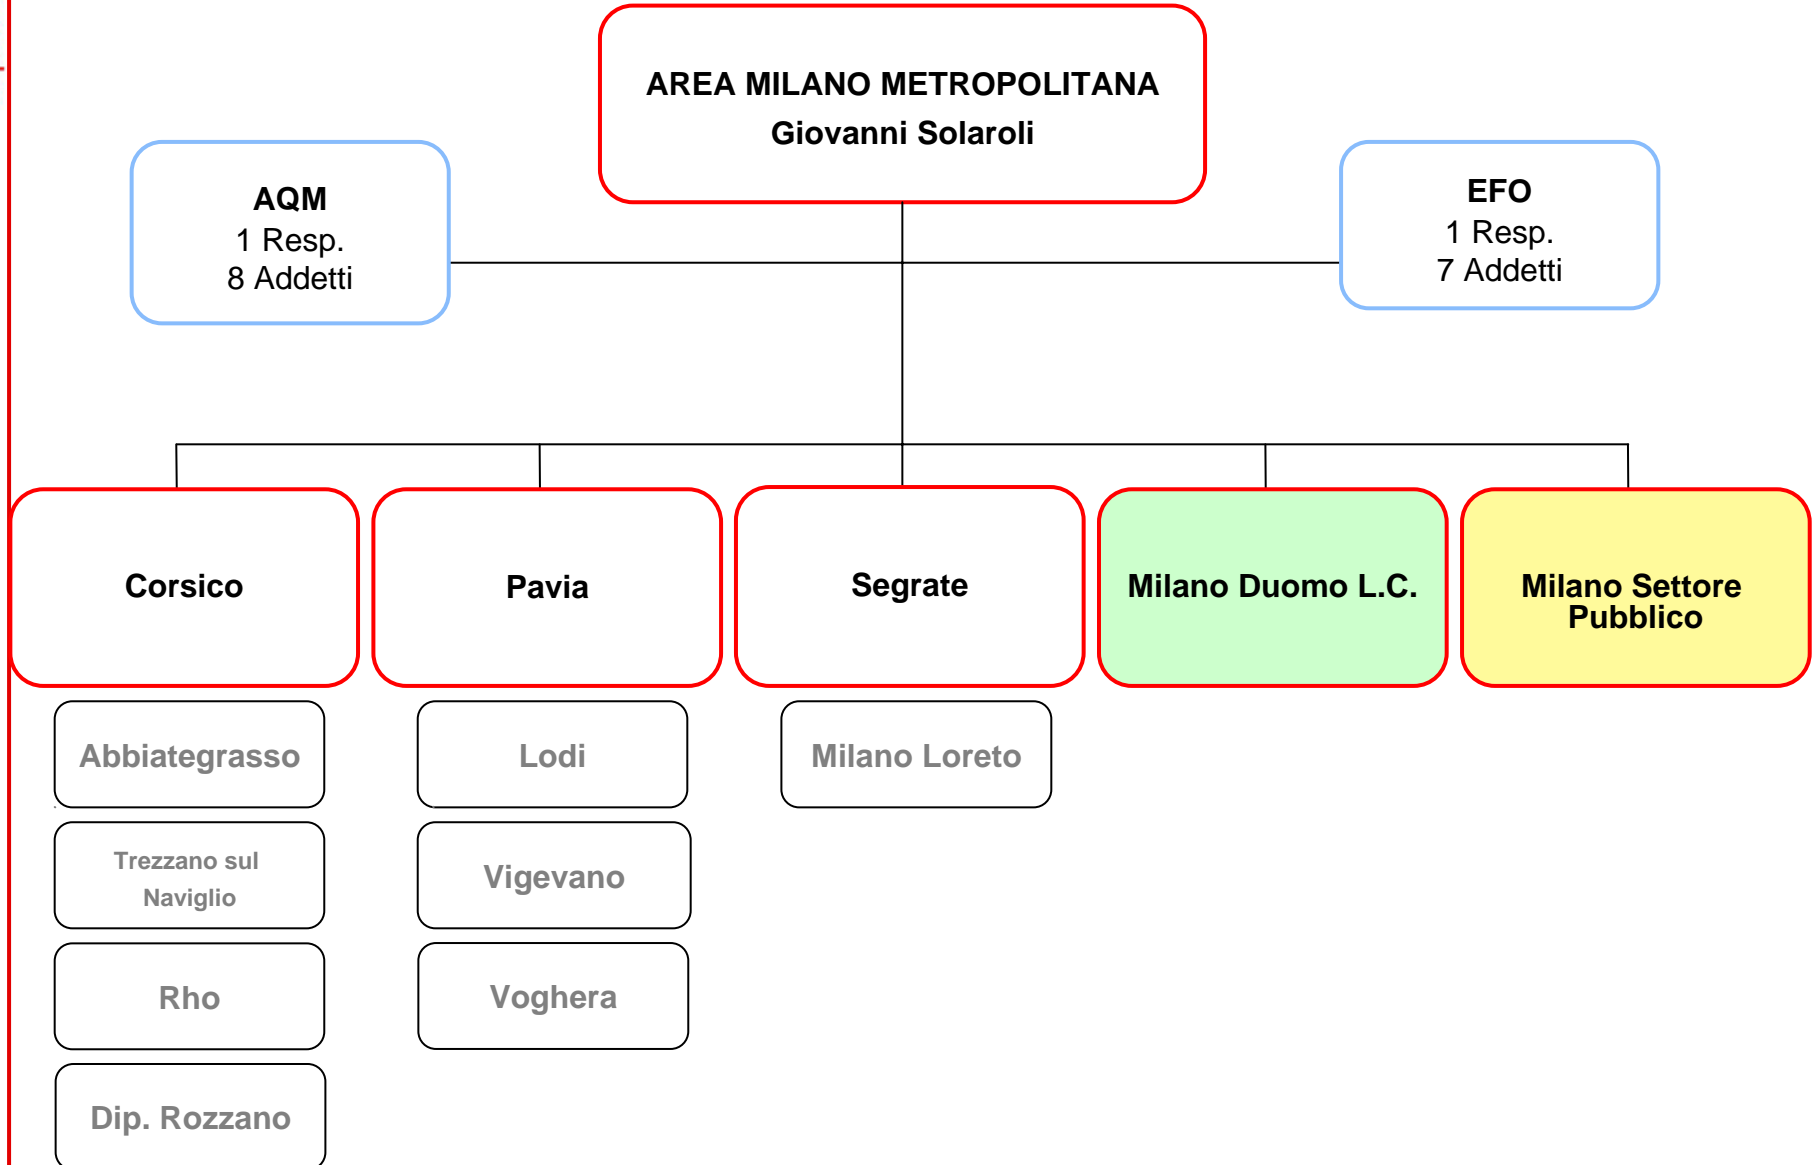 AREA MILANO METROPOLITANA
Giovanni Solaroli
AQM
1 Resp.
8 Addetti
EFO
1 Resp.
7 Addetti
Corsico
Pavia
Segrate
Milano Duomo L.C.
Milano Settore
Pubblico
Abbiategrasso
Lodi
Milano Loreto
Trezzano sul
Naviglio
Vigevano
Rho
Voghera
Dip. Rozzano